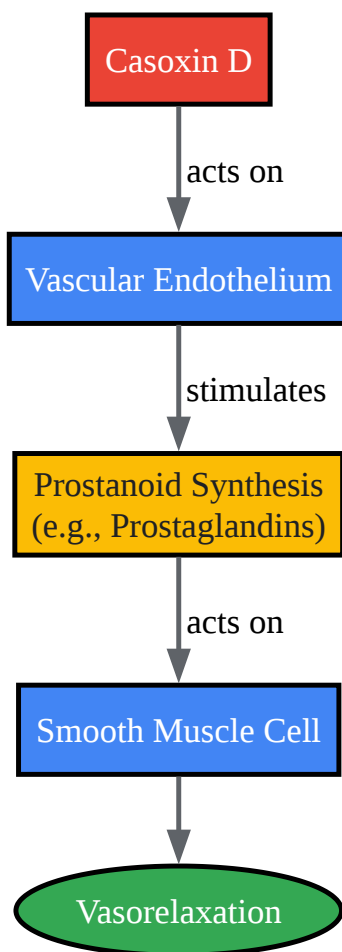 Casoxin D
acts on
Vascular Endothelium
stimulates
Prostanoid Synthesis
(e.g., Prostaglandins)
acts on
Smooth Muscle Cell
Vasorelaxation